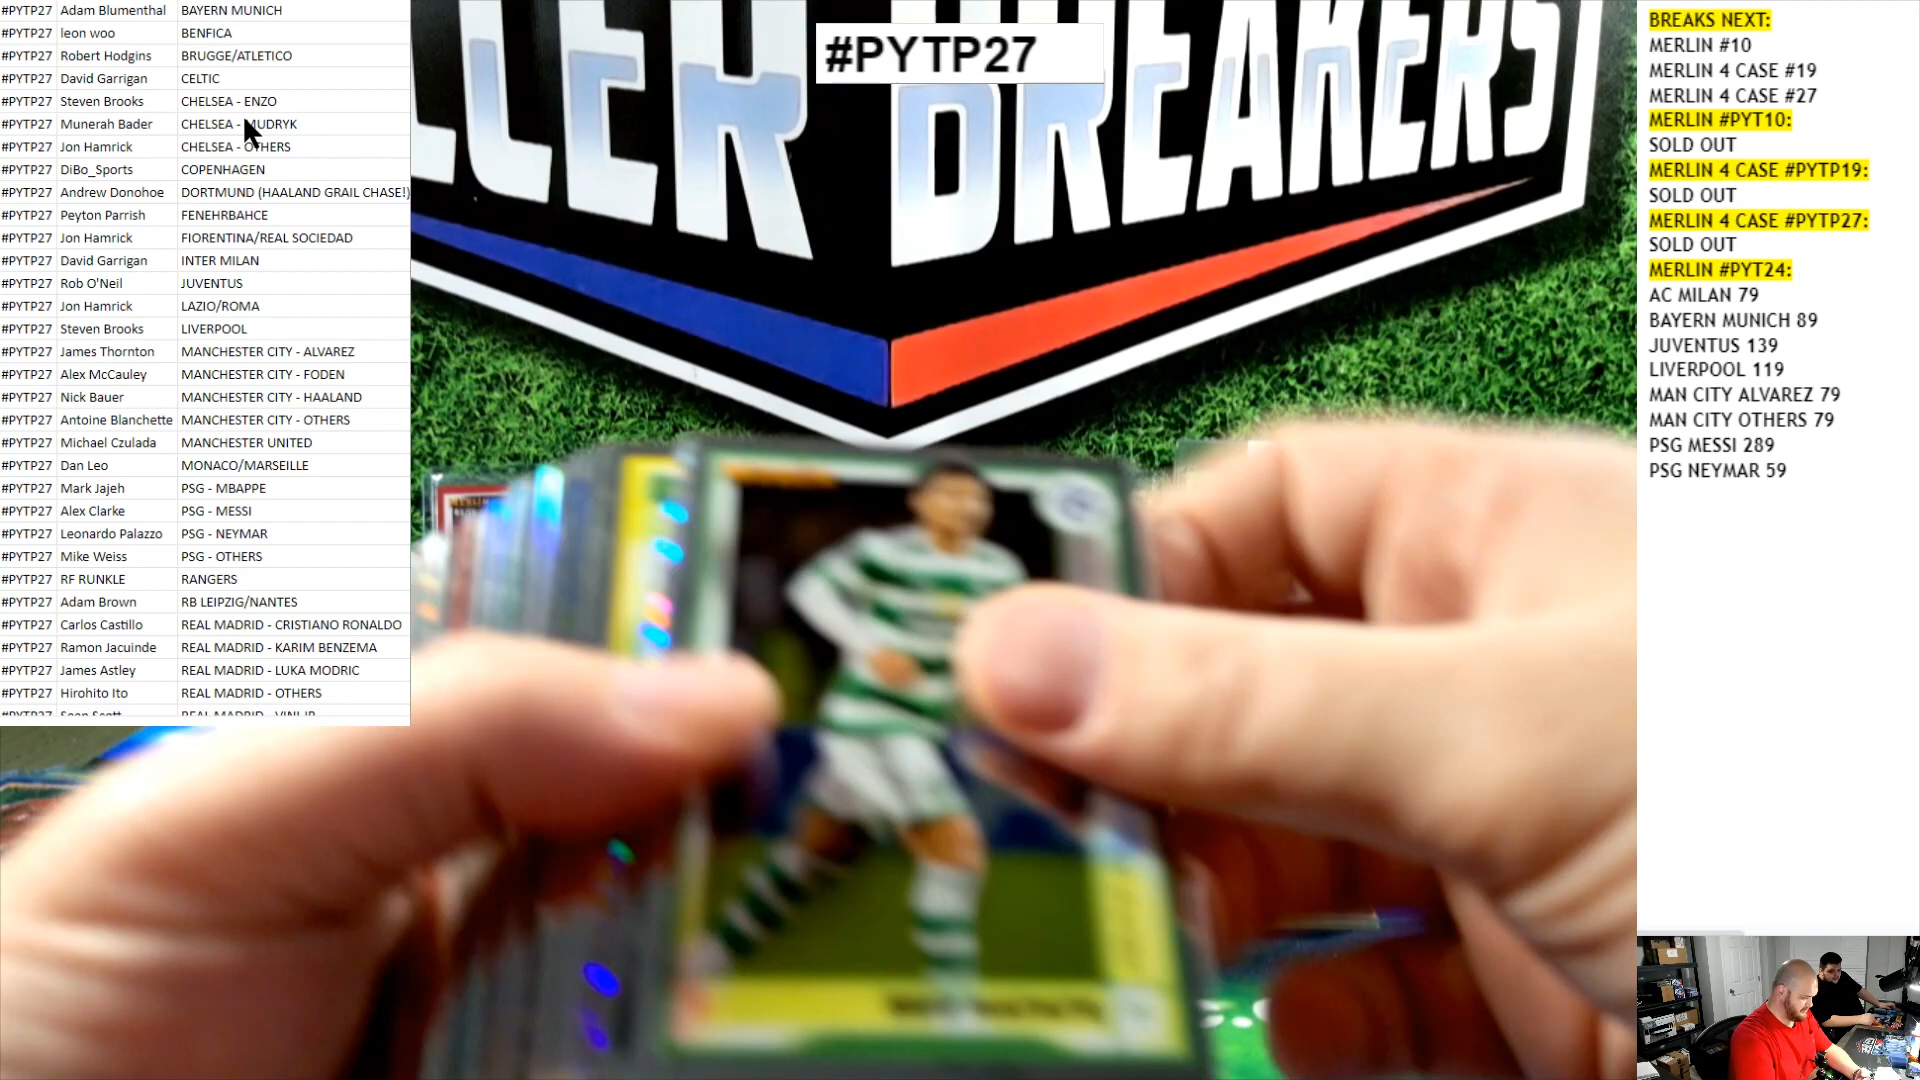 #PYTP27 Adam Blumenthal BAYERN MUNICH
#PYTP27 leon woo BENFICA
#PYTP27 Robert Hodgins BRUGGE/ATLETICO
#PYTP27 David Garrigan CELTIC
#PYTP27 Steven Brooks CHELSEA - ENZO
#PYTP27 Munerah Bader CHELSEA - MUDRYK
#PYTP27 Jon Hamrick CHELSEA - OTHERS
#PYTP27 DiBo_Sports COPENHAGEN
#PYTP27 Andrew Donohoe DORTMUND (HAALAND GRAIL CHASE!)
#PYTP27 Peyton Parrish FENEHRBAHCE
#PYTP27 Jon Hamrick FIORENTINA/REAL SOCIEDAD
#PYTP27 David Garrigan INTER MILAN
#PYTP27 Rob O'Neil JUVENTUS
#PYTP27 Jon Hamrick LAZIO/ROMA
#PYTP27 Steven Brooks LIVERPOOL
#PYTP27 James Thornton MANCHESTER CITY - ALVAREZ
#PYTP27 Alex McCauley MANCHESTER CITY - FODEN
#PYTP27 Nick Bauer MANCHESTER CITY - HAALAND
#PYTP27 Antoine Blanchette MANCHESTER CITY - OTHERS
#PYTP27 Michael Czulada MANCHESTER UNITED
#PYTP27 Dan Leo MONACO/MARSEILLE
#PYTP27 Mark Jajeh PSG - MBAPPE
#PYTP27 Alex Clarke PSG - MESSI
#PYTP27 Leonardo Palazzo PSG - NEYMAR
#PYTP27 Mike Weiss PSG - OTHERS
#PYTP27 RF RUNKLE RANGERS
#PYTP27 Adam Brown RB LEIPZIG/NANTES
#PYTP27 Carlos Castillo REAL MADRID - CRISTIANO RONALDO
#PYTP27 Ramon Jacuinde REAL MADRID - KARIM BENZEMA
#PYTP27 James Astley REAL MADRID - LUKA MODRIC
#PYTP27 Hirohito Ito REAL MADRID - OTHERS
#PYTP27 Sean Scott REAL MADRID - VINI JR
#PYTP27
BREAKERS
BREAKS NEXT:
MERLIN #10
MERLIN 4 CASE #19
MERLIN 4 CASE #27
MERLIN #PYT10:
SOLD OUT
MERLIN 4 CASE #PYTP19:
SOLD OUT
MERLIN 4 CASE #PYTP27:
SOLD OUT
MERLIN #PYT24:
AC MILAN 79
BAYERN MUNICH 89
JUVENTUS 139
LIVERPOOL 119
MAN CITY ALVAREZ 79
MAN CITY OTHERS 79
PSG MESSI 289
PSG NEYMAR 59